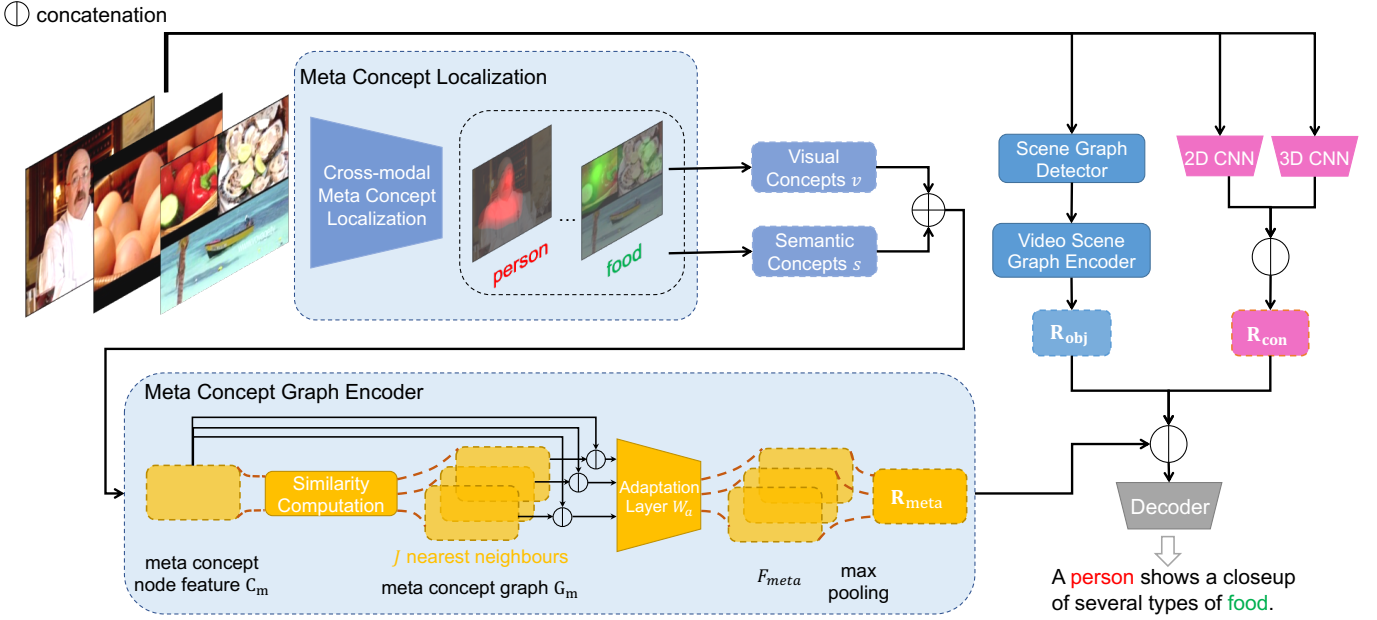 concatenation
Meta Concept Localization
Cross-modal
Meta Concept
Localization
person
...
food
Visual
Concepts v
Semantic
Concepts s
Scene Graph
Detector
Video Scene
Graph Encoder
R_obj
2D CNN
3D CNN
R_con
Meta Concept Graph Encoder
Similarity
Computation
Adaptation
Layer W_a
R_meta
J nearest neighbours
meta concept
node feature C_m
meta concept graph G_m
F_meta
max
pooling
Decoder
A person shows a closeup
of several types of food.